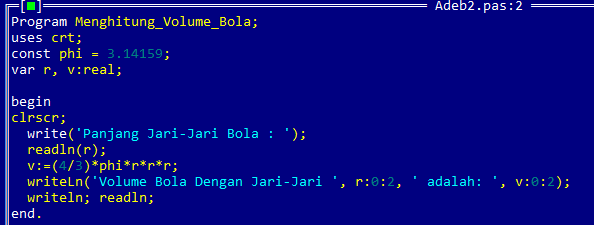 Adeb2.pas:2
Program Menghitung_Volume_Bola;
uses crt;
const phi = 3.14159;
var r, v:real;
begin
clrscr;
write('Panjang Jari-Jari Bola : ');
readln(r);
v:=(4/3)*phi*r*r*r;
writeLn('Volume Bola Dengan Jari-Jari ', r:0:2, ' adalah: ', v:0:2);
writeln; readln;
end.